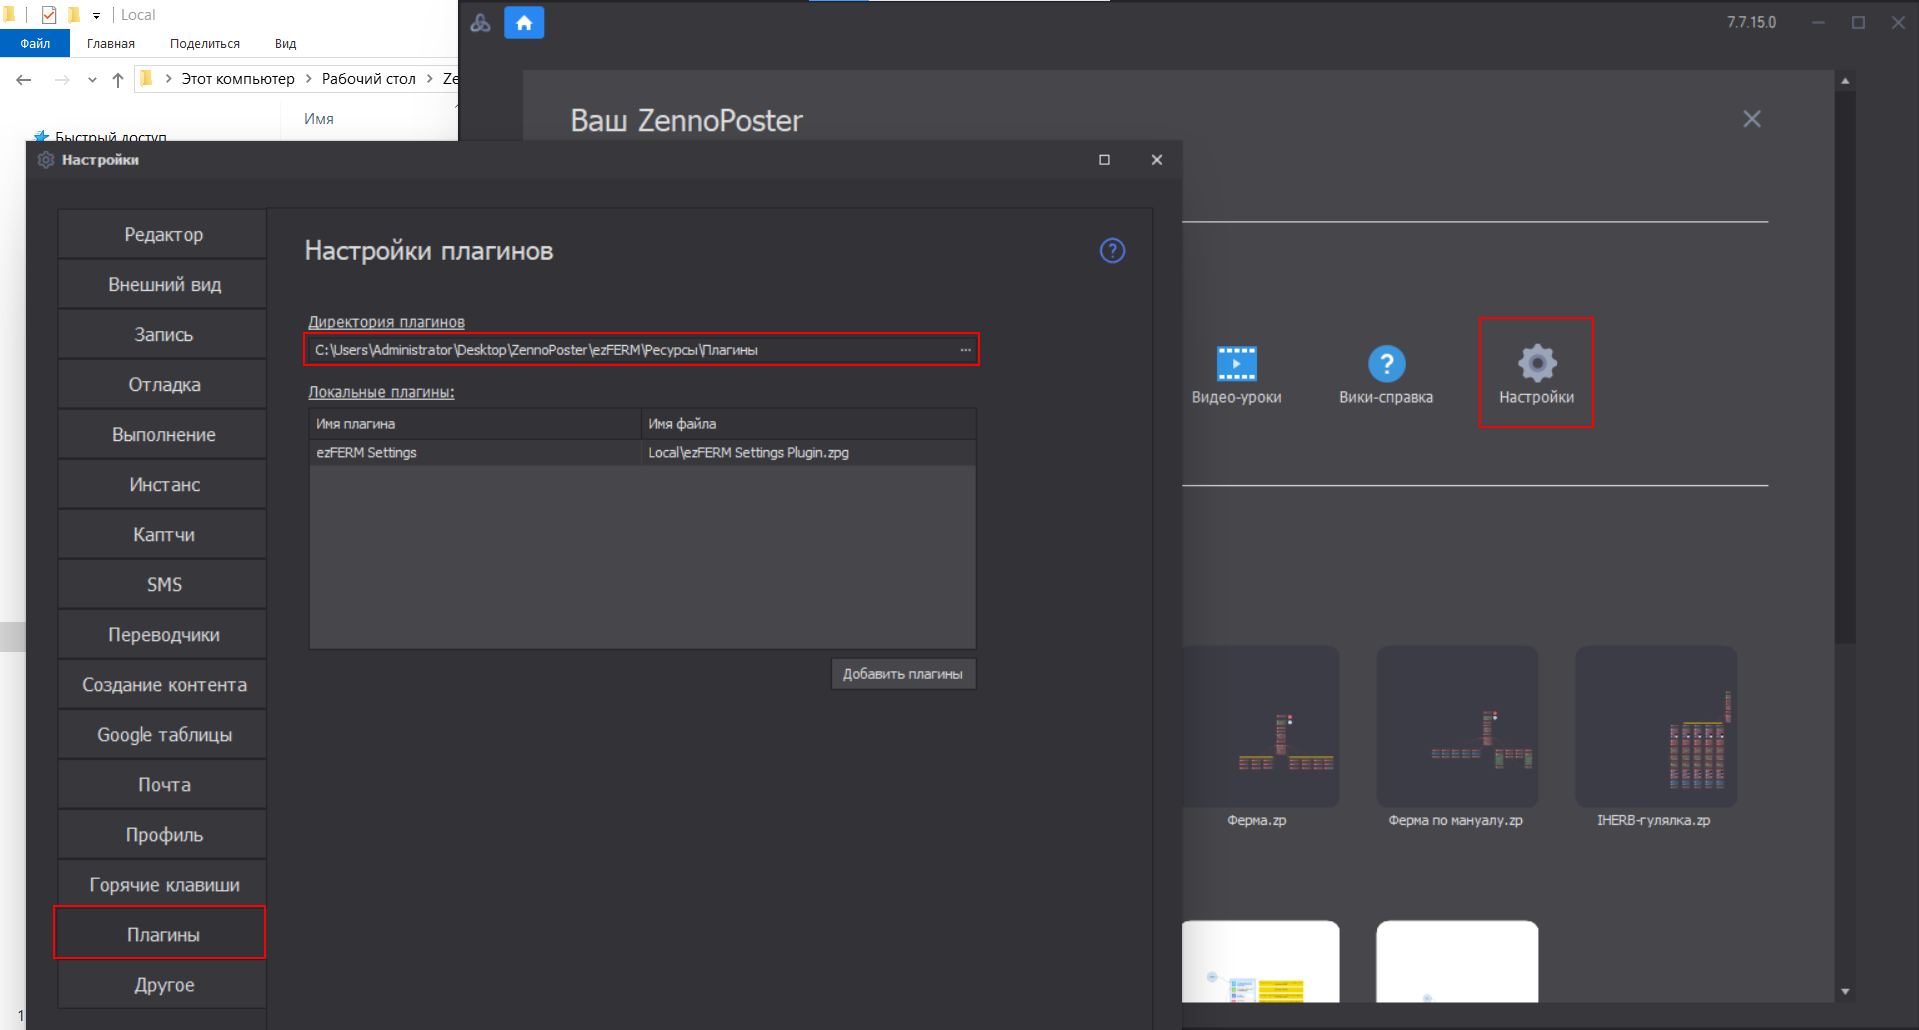 Local
Файл
Главная
Поделиться
Вид
Этот компьютер
Рабочий стол
Ze
Имя
Быстрый доступ
1
7.7.15.0
Ваш ZennoPoster
Видео-уроки
Вики-справка
Настройки
Ферма.zp
Ферма по мануалу.zp
IHERB-гулялка.zp
Настройки
Редактор
Внешний вид
Запись
Отладка
Выполнение
Инстанс
Каптчи
SMS
Переводчики
Создание контента
Google таблицы
Почта
Профиль
Горячие клавиши
Плагины
Другое
Настройки плагинов
?
Директория плагинов
C:\Users\Administrator\Desktop\ZennoPoster\ezFERM\Ресурсы\Плагины
...
Локальные плагины:
Имя плагина
Имя файла
ezFERM Settings
Local\ezFERM Settings Plugin.zpg
Добавить плагины